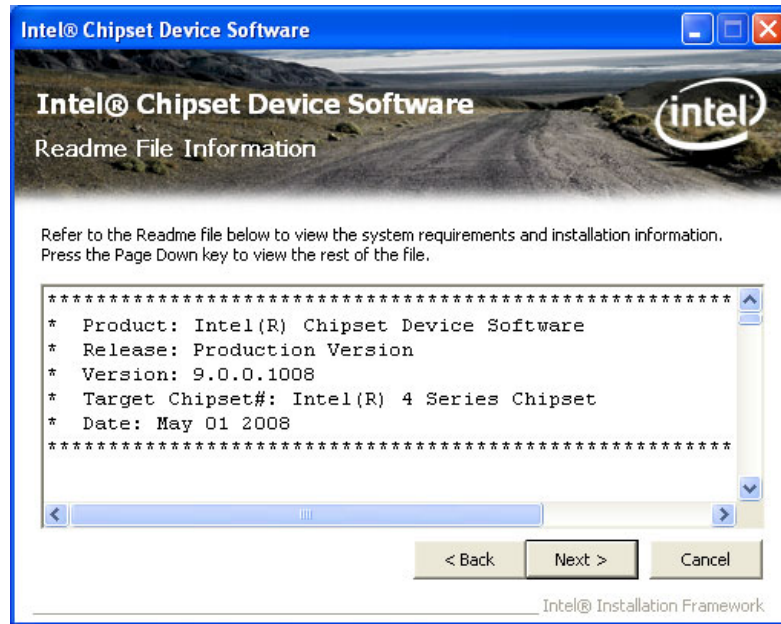 Intel® Chipset Device Software
Intel® Chipset Device Software
intel
Readme File Information
Refer to the Readme file below to view the system requirements and installation information.
Press the Page Down key to view the rest of the file.
*********************************************************
*  Product: Intel(R) Chipset Device Software
*  Release: Production Version
*  Version: 9.0.0.1008
*  Target Chipset#: Intel(R) 4 Series Chipset
*  Date: May 01 2008
*********************************************************
< Back Next > Cancel
Intel® Installation Framework